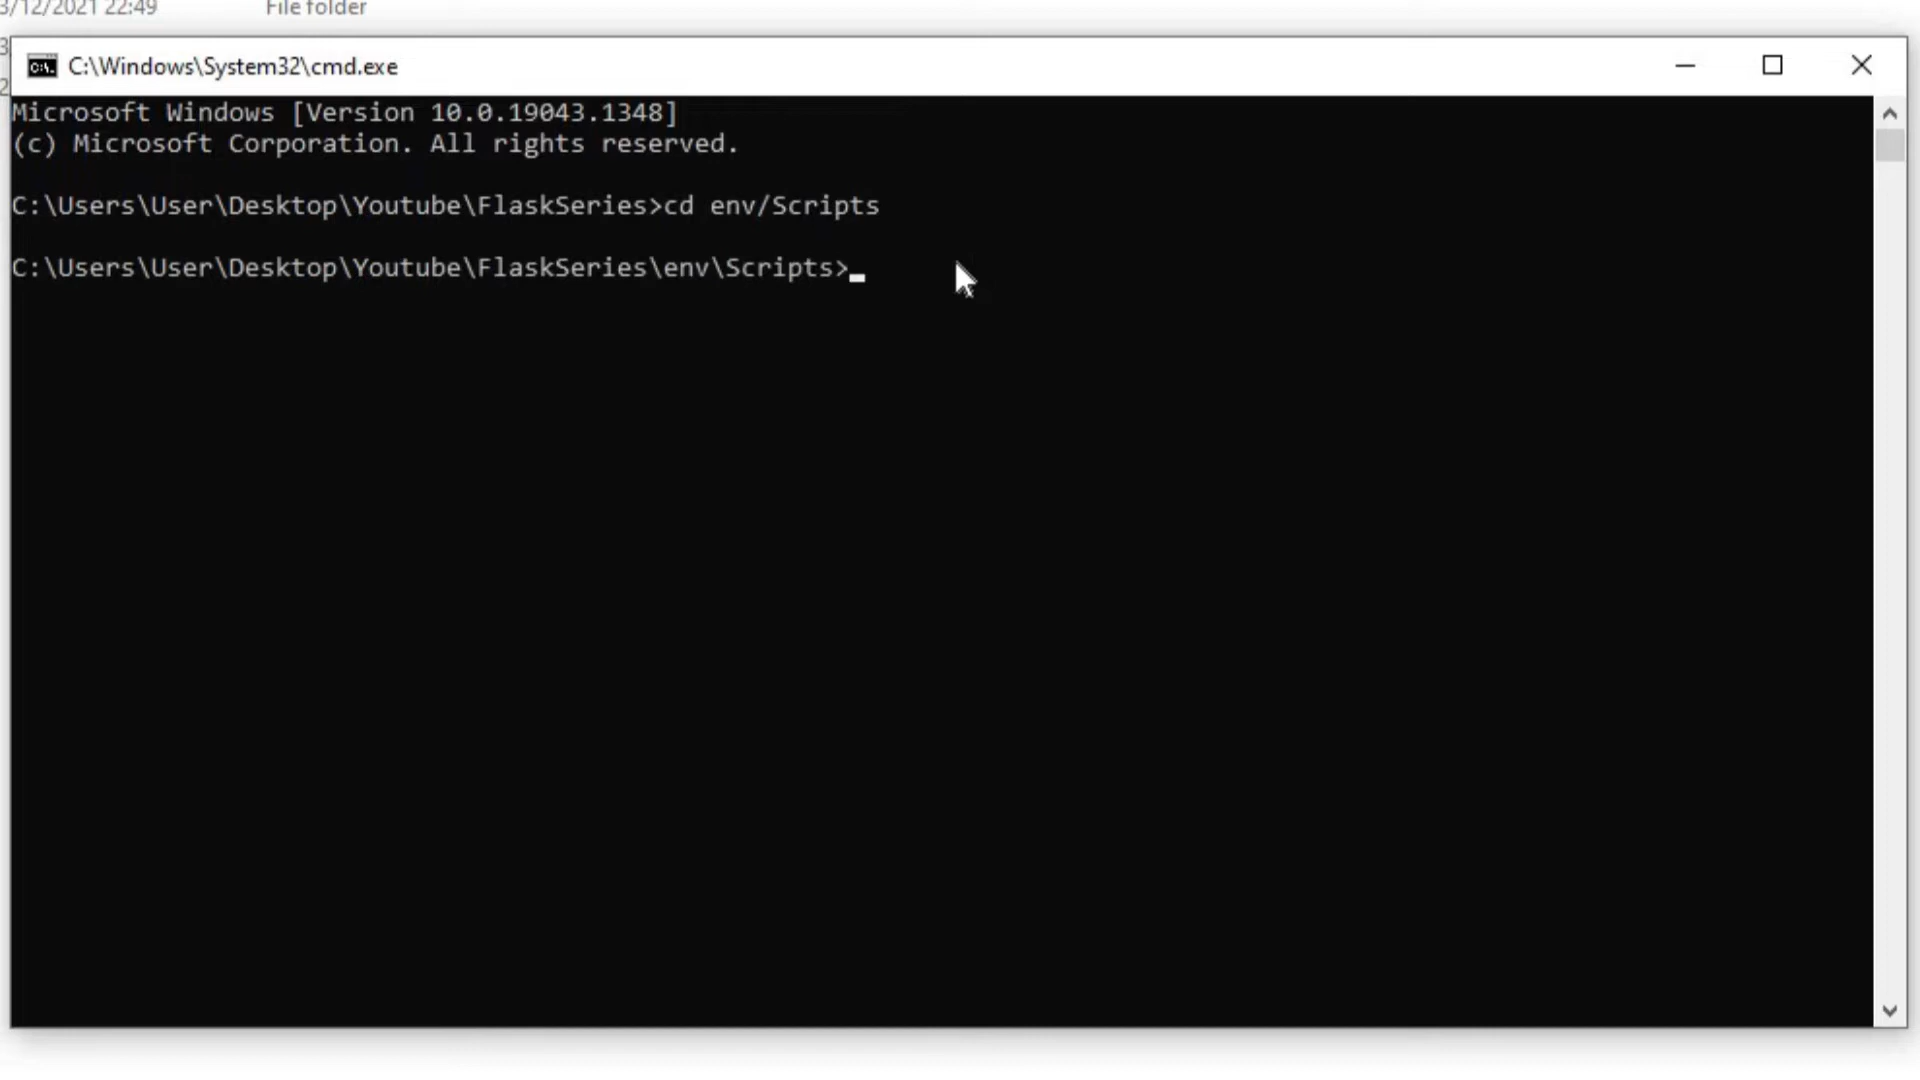 3/12/2021 22:49 File folder
C:\Windows\System32\cmd.exe
Microsoft Windows [Version 10.0.19043.1348]
(c) Microsoft Corporation. All rights reserved.
C:\Users\User\Desktop\Youtube\FlaskSeries>cd env/Scripts
C:\Users\User\Desktop\Youtube\FlaskSeries\env\Scripts>